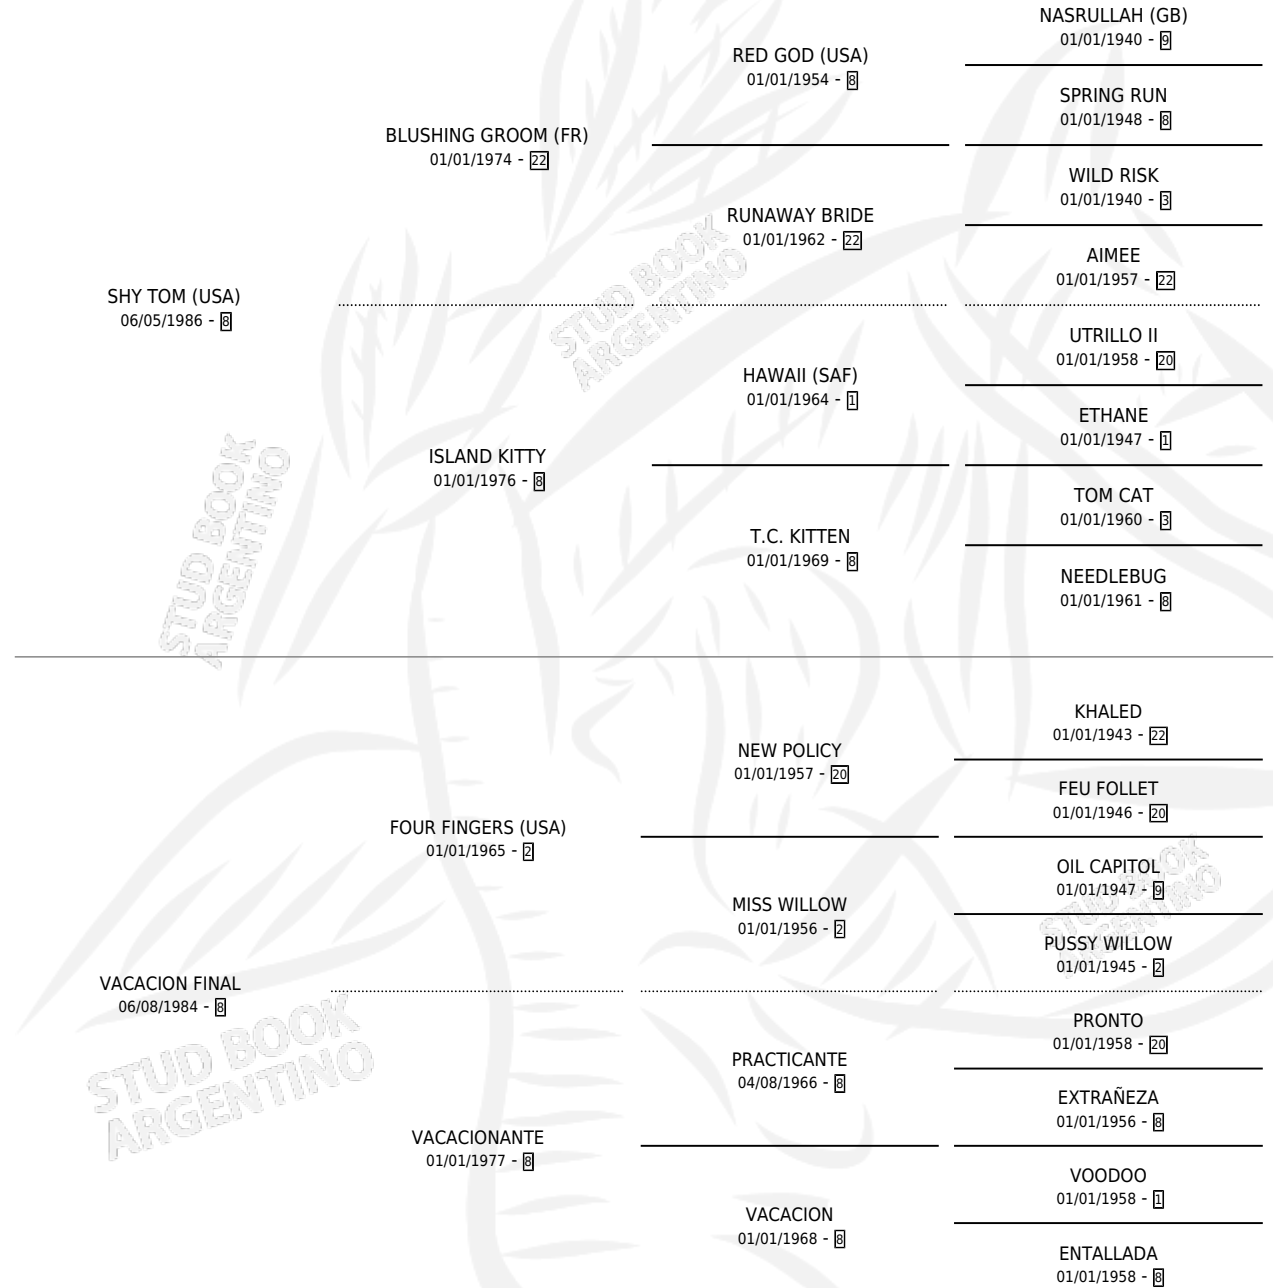 NASRULLAH (GB)
01/01/1940 - 9
RED GOD (USA)
01/01/1954 - 8
SPRING RUN
01/01/1948 - 8
BLUSHING GROOM (FR)
01/01/1974 - 22
WILD RISK
01/01/1940 - 3
RUNAWAY BRIDE
01/01/1962 - 22
AIMEE
01/01/1957 - 22
SHY TOM (USA)
06/05/1986 - 8
UTRILLO II
01/01/1958 - 20
HAWAII (SAF)
01/01/1964 - 1
ETHANE
01/01/1947 - 1
ISLAND KITTY
01/01/1976 - 8
TOM CAT
01/01/1960 - 3
T.C. KITTEN
01/01/1969 - 8
NEEDLEBUG
01/01/1961 - 8
KHALED
01/01/1943 - 22
NEW POLICY
01/01/1957 - 20
FEU FOLLET
01/01/1946 - 20
FOUR FINGERS (USA)
01/01/1965 - 2
OIL CAPITOL
01/01/1947 - 9
MISS WILLOW
01/01/1956 - 2
PUSSY WILLOW
01/01/1945 - 2
VACACION FINAL
06/08/1984 - 8
PRONTO
01/01/1958 - 20
PRACTICANTE
04/08/1966 - 8
EXTRAÑEZA
01/01/1956 - 8
VACACIONANTE
01/01/1977 - 8
VOODOO
01/01/1958 - 1
VACACION
01/01/1968 - 8
ENTALLADA
01/01/1958 - 8
STUD BOOK
ARGENTINO
STUD BOOK
ARGENTINO
STUD BOOK
ARGENTINO
STUD BOOK
ARGENTINO